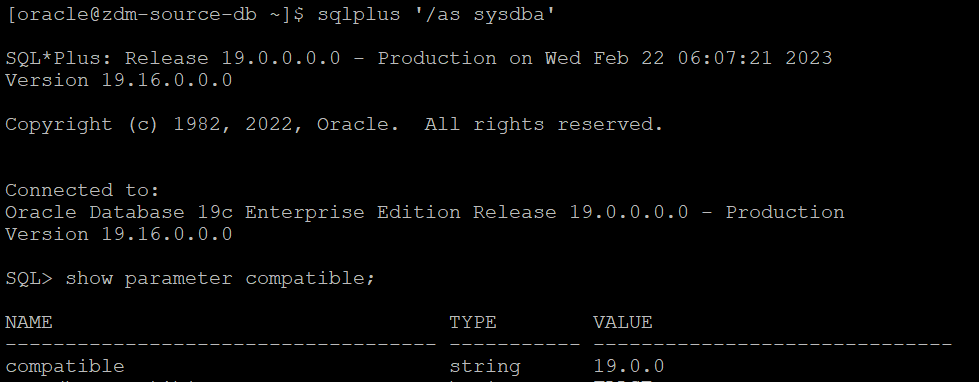 [oracle@zdm-source-db ~]$ sqlplus '/as sysdba'
SQL*Plus: Release 19.0.0.0.0 - Production on Wed Feb 22 06:07:21 2023
Version 19.16.0.0.0
Copyright (c) 1982, 2022, Oracle.  All rights reserved.
Connected to:
Oracle Database 19c Enterprise Edition Release 19.0.0.0.0 - Production
Version 19.16.0.0.0
SQL> show parameter compatible;
NAME                                 TYPE        VALUE
------------------------------------ ----------- ------------------------------
compatible                           string      19.0.0